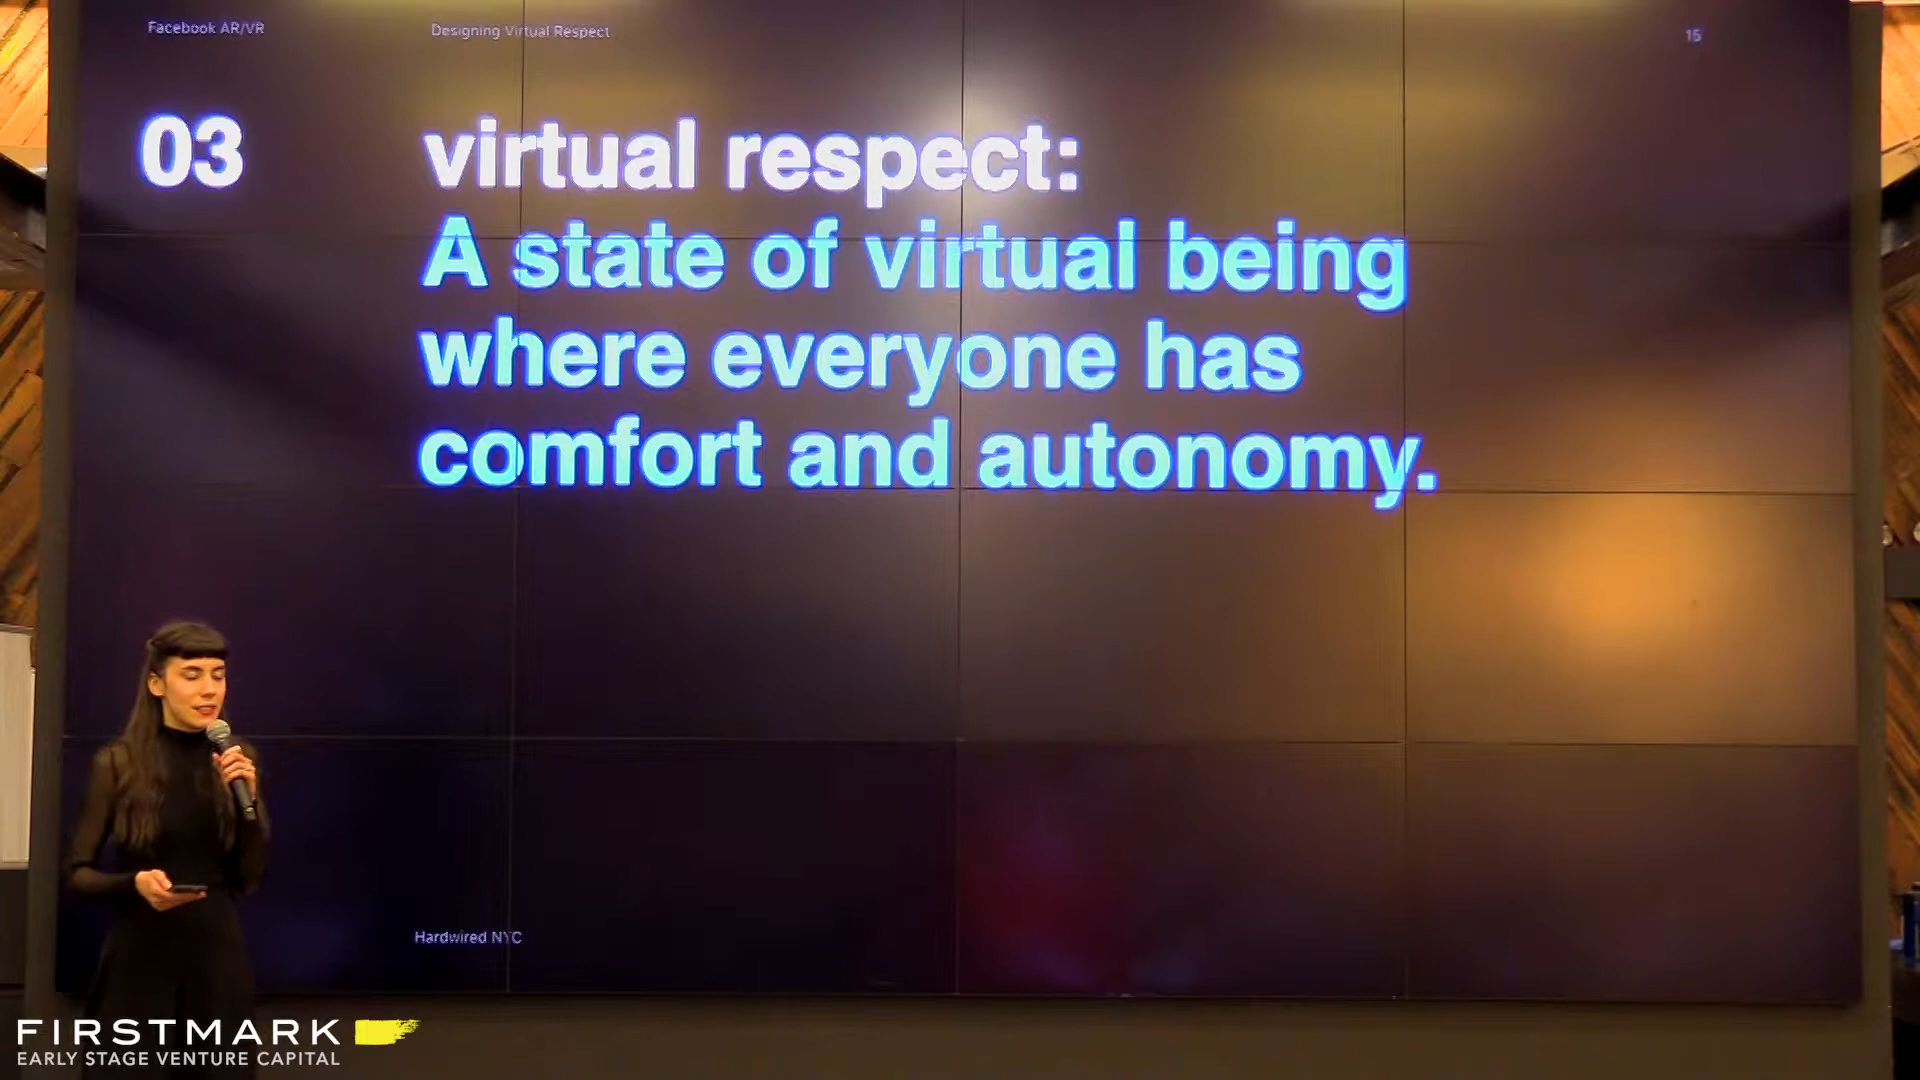 Facebook AR/VR
Designing Virtual Respect
15
03
virtual respect:
A state of virtual being
where everyone has
comfort and autonomy.
Hardwired NYC
FIRSTMARK
EARLY STAGE VENTURE CAPITAL